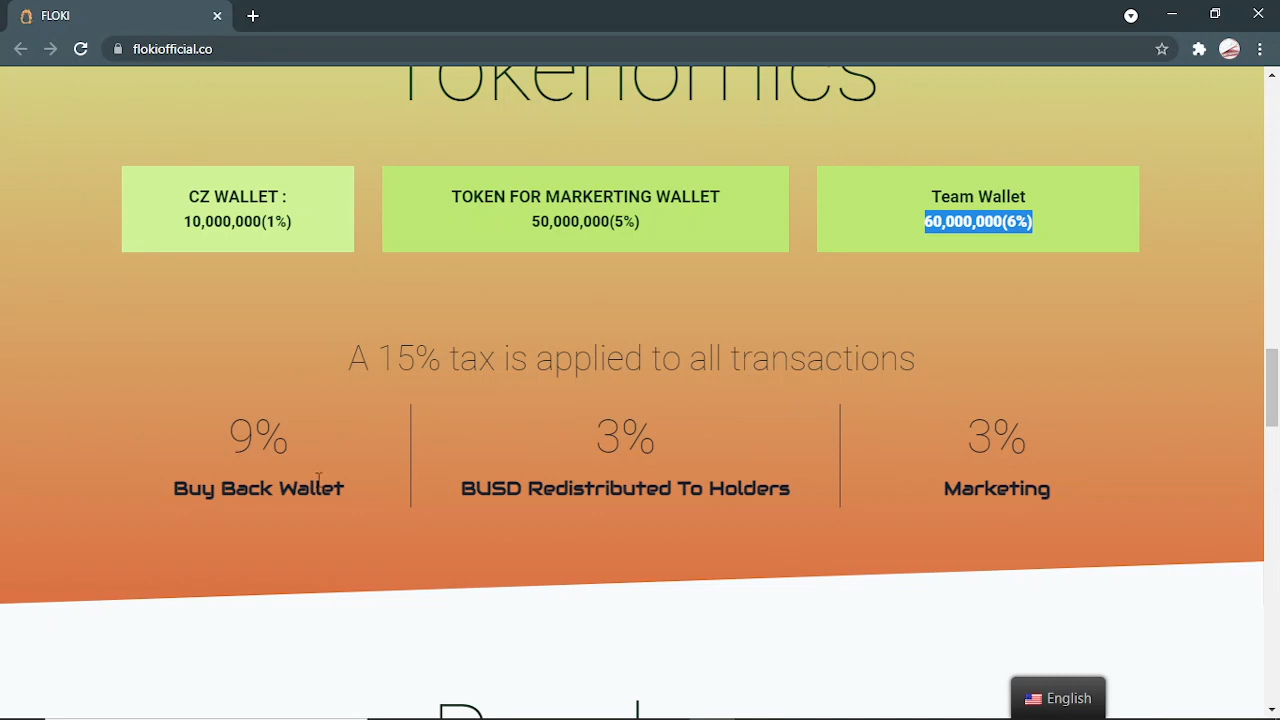 FLOKI
flokiofficial.co
Tokenomics
CZ WALLET :
10,000,000(1%)
TOKEN FOR MARKERTING WALLET
50,000,000(5%)
Team Wallet
60,000,000(6%)
A 15% tax is applied to all transactions
9%
Buy Back Wallet
3%
BUSD Redistributed To Holders
3%
Marketing
English